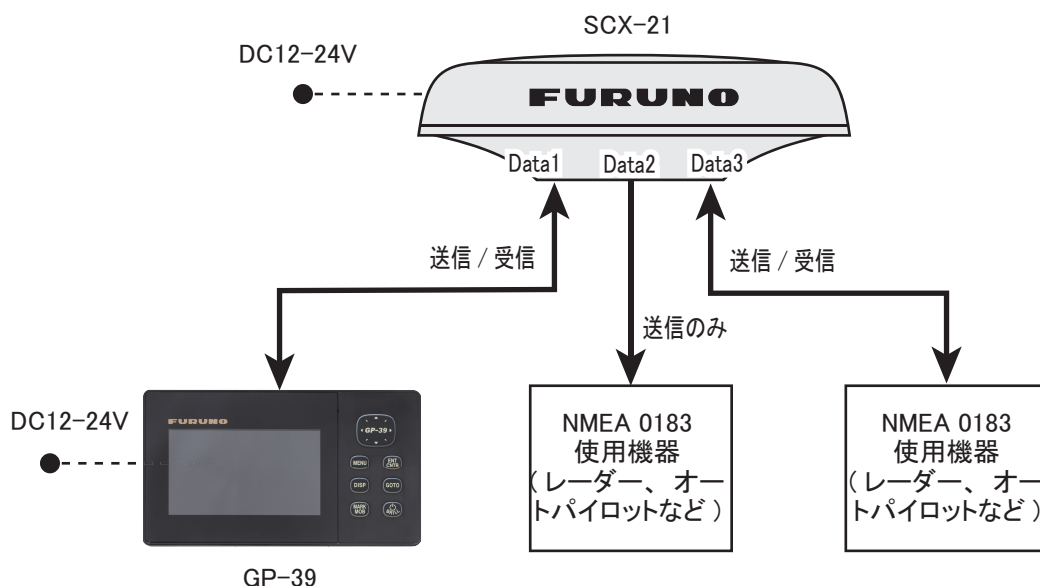 SCX-21
DC12-24V
FURUNO
Data1 Data2 Data3
送信 / 受信
送信 / 受信
送信のみ
DC12-24V
FURUNO
GP-39
MENU
ENT
CNTR
DISP
GOTO
MARK
MOB
NMEA 0183
使用機器
( レーダー、 オー
トパイロットなど )
NMEA 0183
使用機器
( レーダー、 オー
トパイロットなど )
GP-39